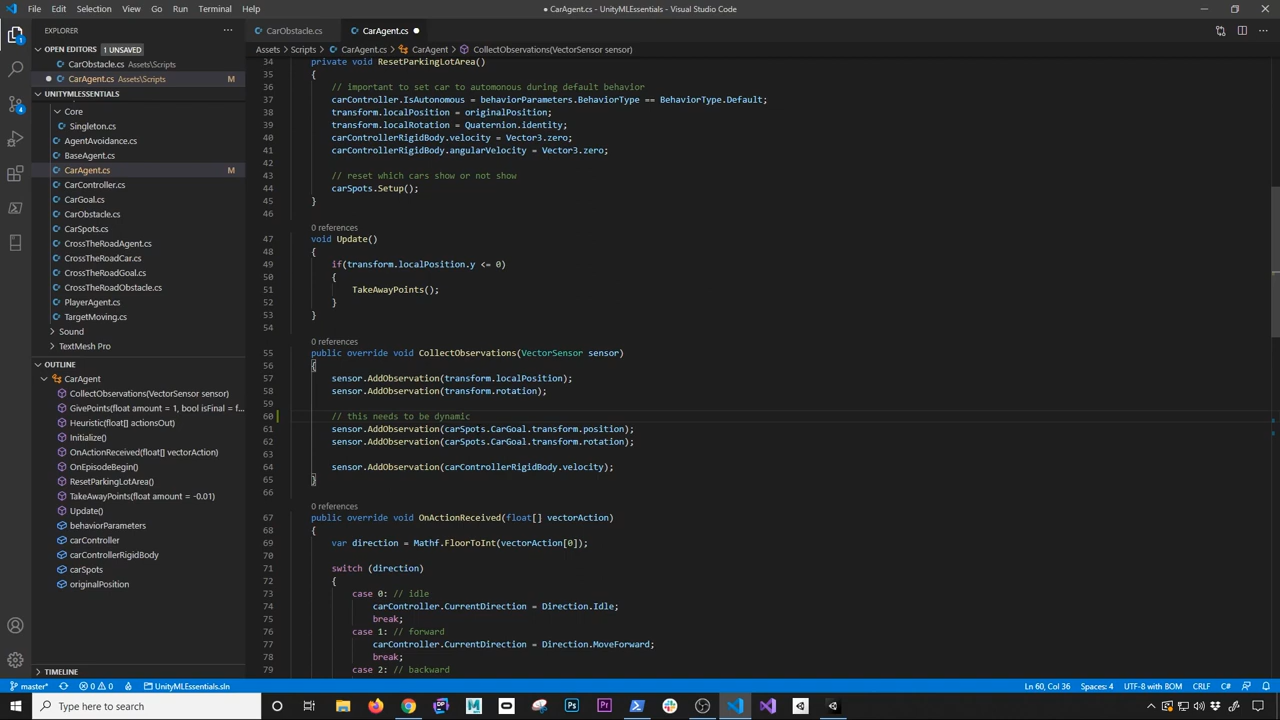 File Edit Selection View Go Run Terminal Help
● CarAgent.cs - UnityMLEssentials - Visual Studio Code
EXPLORER
OPEN EDITORS 1 UNSAVED
CarObstacle.cs Assets\Scripts
CarAgent.cs Assets\Scripts M
UNITYMLESSENTIALS
Core
Singleton.cs
AgentAvoidance.cs
BaseAgent.cs
CarAgent.cs M
CarController.cs
CarGoal.cs
CarObstacle.cs
CarSpots.cs
CrossTheRoadAgent.cs
CrossTheRoadCar.cs
CrossTheRoadGoal.cs
CrossTheRoadObstacle.cs
PlayerAgent.cs
TargetMoving.cs
Sound
TextMesh Pro
OUTLINE
CarAgent
CollectObservations(VectorSensor sensor)
GivePoints(float amount = 1, bool isFinal = f...
Heuristic(float[] actionsOut)
Initialize()
OnActionReceived(float[] vectorAction)
OnEpisodeBegin()
ResetParkingLotArea()
TakeAwayPoints(float amount = -0.01)
Update()
behaviorParameters
carController
carControllerRigidBody
carSpots
originalPosition
TIMELINE
CarObstacle.cs CarAgent.cs
Assets > Scripts > CarAgent.cs > CarAgent > CollectObservations(VectorSensor sensor)
34 private void ResetParkingLotArea()
35 {
36 // important to set car to automonous during default behavior
37 carController.IsAutonomous = behaviorParameters.BehaviorType == BehaviorType.Default;
38 transform.localPosition = originalPosition;
39 transform.localRotation = Quaternion.identity;
40 carControllerRigidBody.velocity = Vector3.zero;
41 carControllerRigidBody.angularVelocity = Vector3.zero;
42
43 // reset which cars show or not show
44 carSpots.Setup();
45 }
46
0 references
47 void Update()
48 {
49 if(transform.localPosition.y <= 0)
50 {
51 TakeAwayPoints();
52 }
53 }
54
0 references
55 public override void CollectObservations(VectorSensor sensor)
56 {
57 sensor.AddObservation(transform.localPosition);
58 sensor.AddObservation(transform.rotation);
59
60 // this needs to be dynamic
61 sensor.AddObservation(carSpots.CarGoal.transform.position);
62 sensor.AddObservation(carSpots.CarGoal.transform.rotation);
63
64 sensor.AddObservation(carControllerRigidBody.velocity);
65 }
66
0 references
67 public override void OnActionReceived(float[] vectorAction)
68 {
69 var direction = Mathf.FloorToInt(vectorAction[0]);
70
71 switch (direction)
72 {
73 case 0: // idle
74 carController.CurrentDirection = Direction.Idle;
75 break;
76 case 1: // forward
77 carController.CurrentDirection = Direction.MoveForward;
78 break;
79 case 2: // backward
master* 0 0 UnityMLEssentials.sln Ln 60, Col 36 Spaces: 4 UTF-8 with BOM CRLF C#
Type here to search